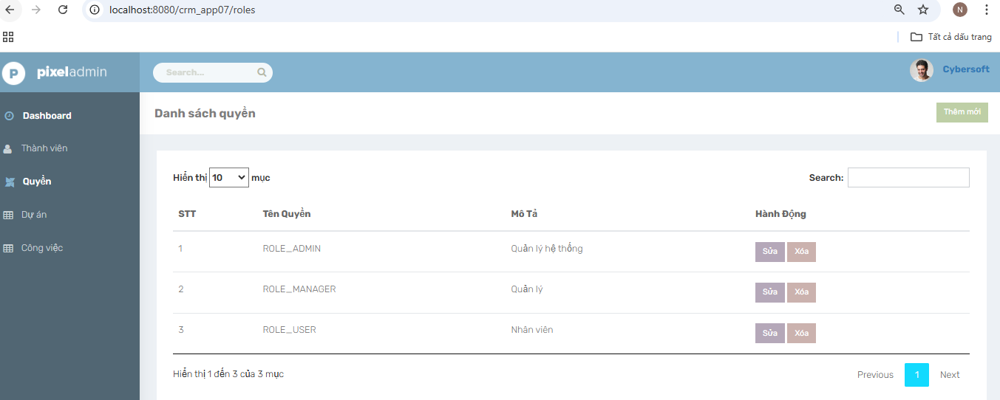 localhost:8080/crm_app07/roles
N
Tất cả dấu trang
P pixeladmin
Search...
Cybersoft
Dashboard
Thành viên
Quyền
Dự án
Công việc
Danh sách quyền
Thêm mới
Hiển thị 10 mục
Search:
STT Tên Quyền Mô Tả Hành Động
1 ROLE_ADMIN Quản lý hệ thống Sửa Xóa
2 ROLE_MANAGER Quản lý Sửa Xóa
3 ROLE_USER Nhân viên Sửa Xóa
Hiển thị 1 đến 3 của 3 mục
Previous 1 Next